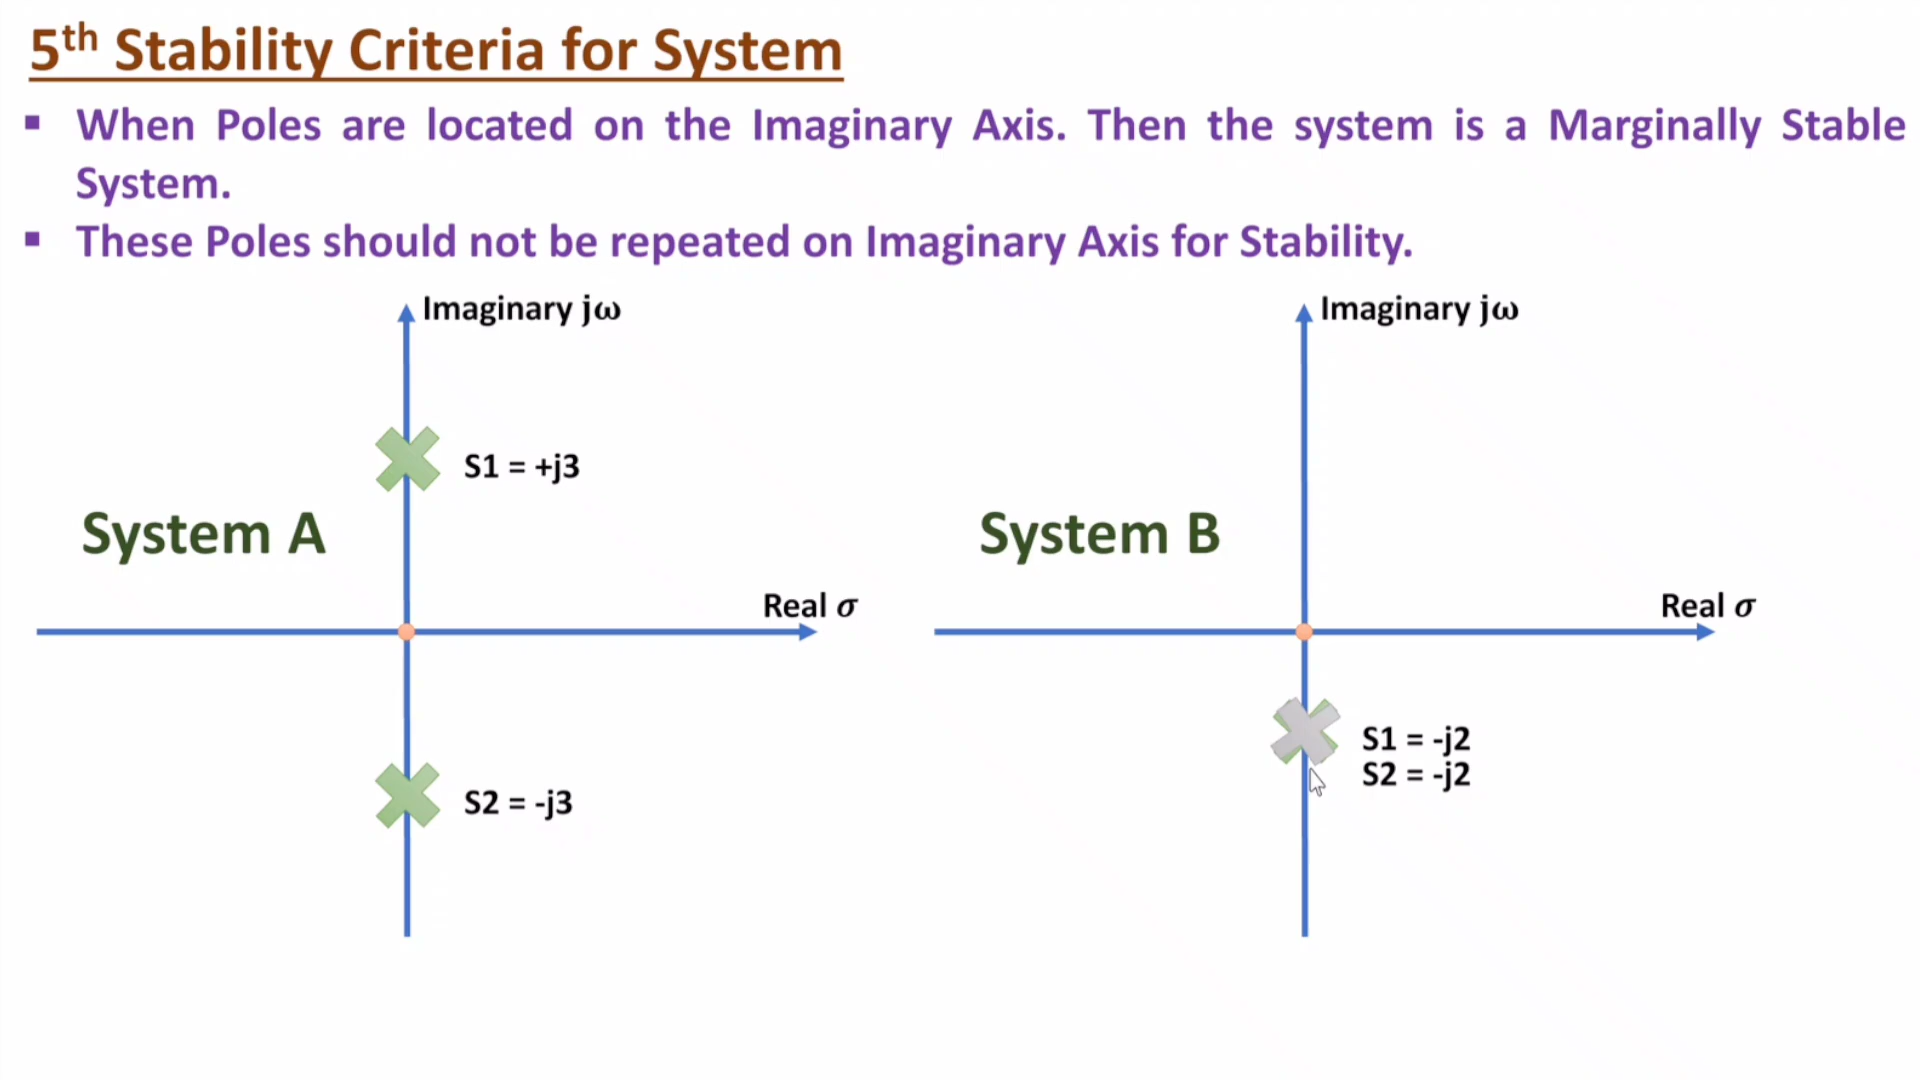 5th Stability Criteria for System
▪ When Poles are located on the Imaginary Axis. Then the system is a Marginally Stable
System.
▪ These Poles should not be repeated on Imaginary Axis for Stability.
Imaginary jω
S1 = +j3
System A
Real σ
S2 = -j3
Imaginary jω
System B
Real σ
S1 = -j2
S2 = -j2